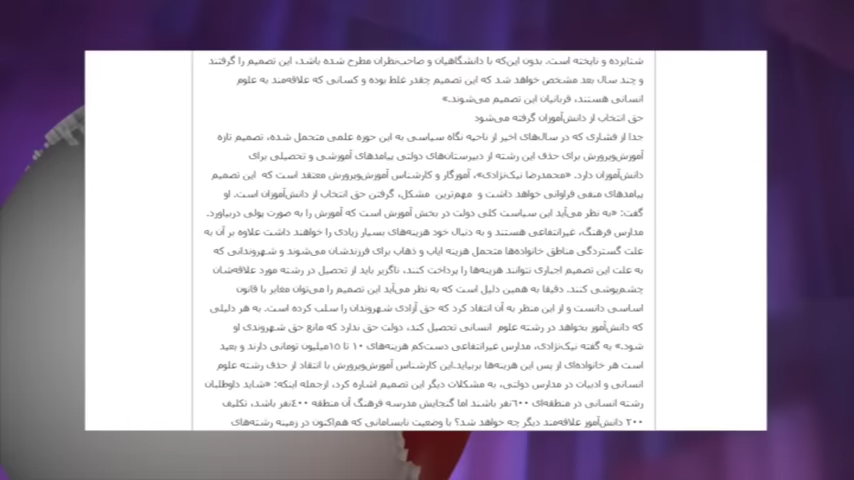 شتابزده و ناپخته است. بدون این‌که با دانشگاهیان و صاحب‌نظران مطرح شده باشد، این تصمیم را گرفتند
و چند سال بعد مشخص خواهد شد که این تصمیم چقدر غلط بوده و کسانی که علاقه‌مند به علوم
انسانی هستند، قربانیان این تصمیم می‌شوند.»
حق انتخاب از دانش‌آموزان گرفته می‌شود
جدا از فشاری که در سال‌های اخیر از ناحیه نگاه سیاسی به این حوزه علمی متحمل شده، تصمیم تازه
آموزش‌وپرورش برای حذف این رشته از دبیرستان‌های دولتی پیامدهای آموزشی و تحصیلی برای
دانش‌آموزان دارد. «محمدرضا نیک‌نژادی»، آموزگار و کارشناس آموزش‌وپرورش معتقد است که این تصمیم
پیامدهای منفی فراوانی خواهد داشت و مهم‌ترین مشکل، گرفتن حق انتخاب از دانش‌آموزان است. او
گفت: «به نظر می‌آید این سیاست کلی دولت در بخش آموزش است که آموزش را به صورت پولی دربیاورد.
مدارس فرهنگ، غیرانتفاعی هستند و به دنبال خود هزینه‌های بسیار زیادی را خواهند داشت علاوه بر آن به
علت گستردگی مناطق خانواده‌ها متحمل هزینه ایاب و ذهاب برای فرزندشان می‌شوند و شهروندانی که
به علت این تصمیم اجباری نتوانند هزینه‌ها را پرداخت کنند، ناگزیر باید از تحصیل در رشته مورد علاقه‌شان
چشم‌پوشی کنند. دقیقا به همین دلیل است که به نظر می‌آید این تصمیم را می‌توان مغایر با قانون
اساسی دانست و از این منظر به آن انتقاد کرد که حق آزادی شهروندان را سلب کرده است. به هر دلیلی
که دانش‌آموز بخواهد در رشته علوم انسانی تحصیل کند، دولت حق ندارد که مانع حق شهروندی او
شود.» به گفته نیک‌نژادی، مدارس غیرانتفاعی دست‌کم هزینه‌های ۱۰ تا ۱۵میلیون تومانی دارند و بعید
است هر خانواده‌ای از پس این هزینه‌ها بربیاید.این کارشناس آموزش‌وپرورش با انتقاد از حذف رشته علوم
انسانی و ادبیات در مدارس دولتی، به مشکلات دیگر این تصمیم اشاره کرد، ازجمله اینکه: «شاید داوطلبان
رشته انسانی در منطقه‌ای ۶۰۰نفر باشند اما گنجایش مدرسه فرهنگ آن منطقه ۴۰۰نفر باشد، تکلیف
۲۰۰ دانش‌آموز علاقه‌مند دیگر چه خواهد شد؟ با وضعیت نابسامانی که هم‌اکنون در زمینه رشته‌های